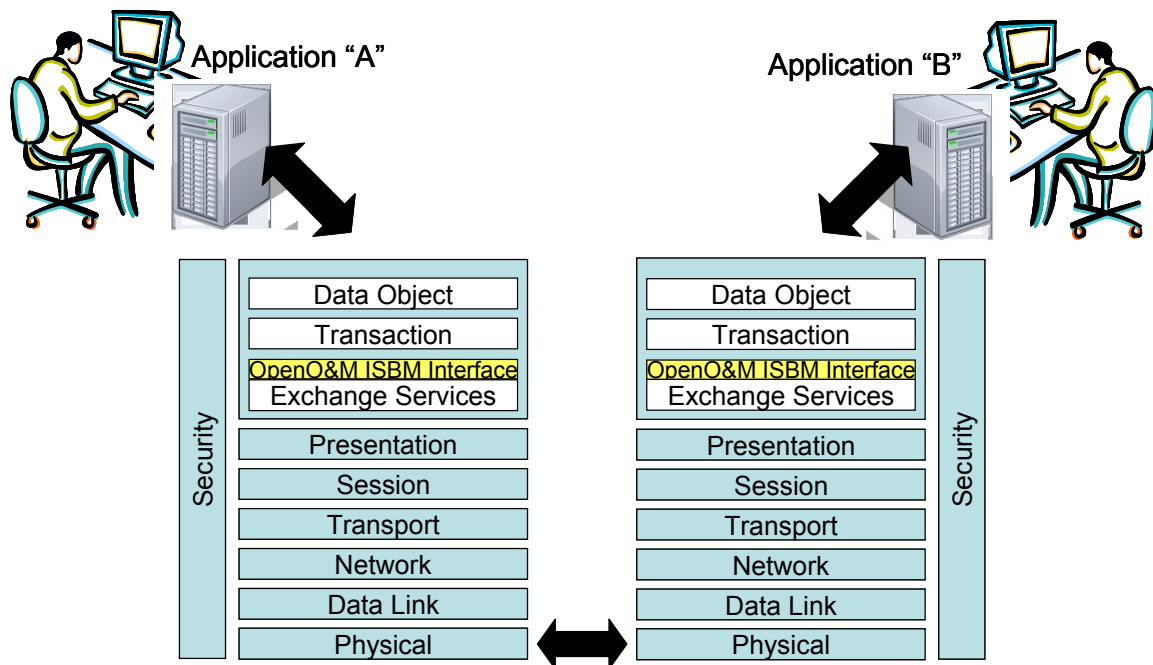 Application “A”
Application “B”
Security
Data Object
Transaction
OpenO&M ISBM Interface
Exchange Services
Presentation
Session
Transport
Network
Data Link
Physical
Data Object
Transaction
OpenO&M ISBM Interface
Exchange Services
Presentation
Session
Transport
Network
Data Link
Physical
Security